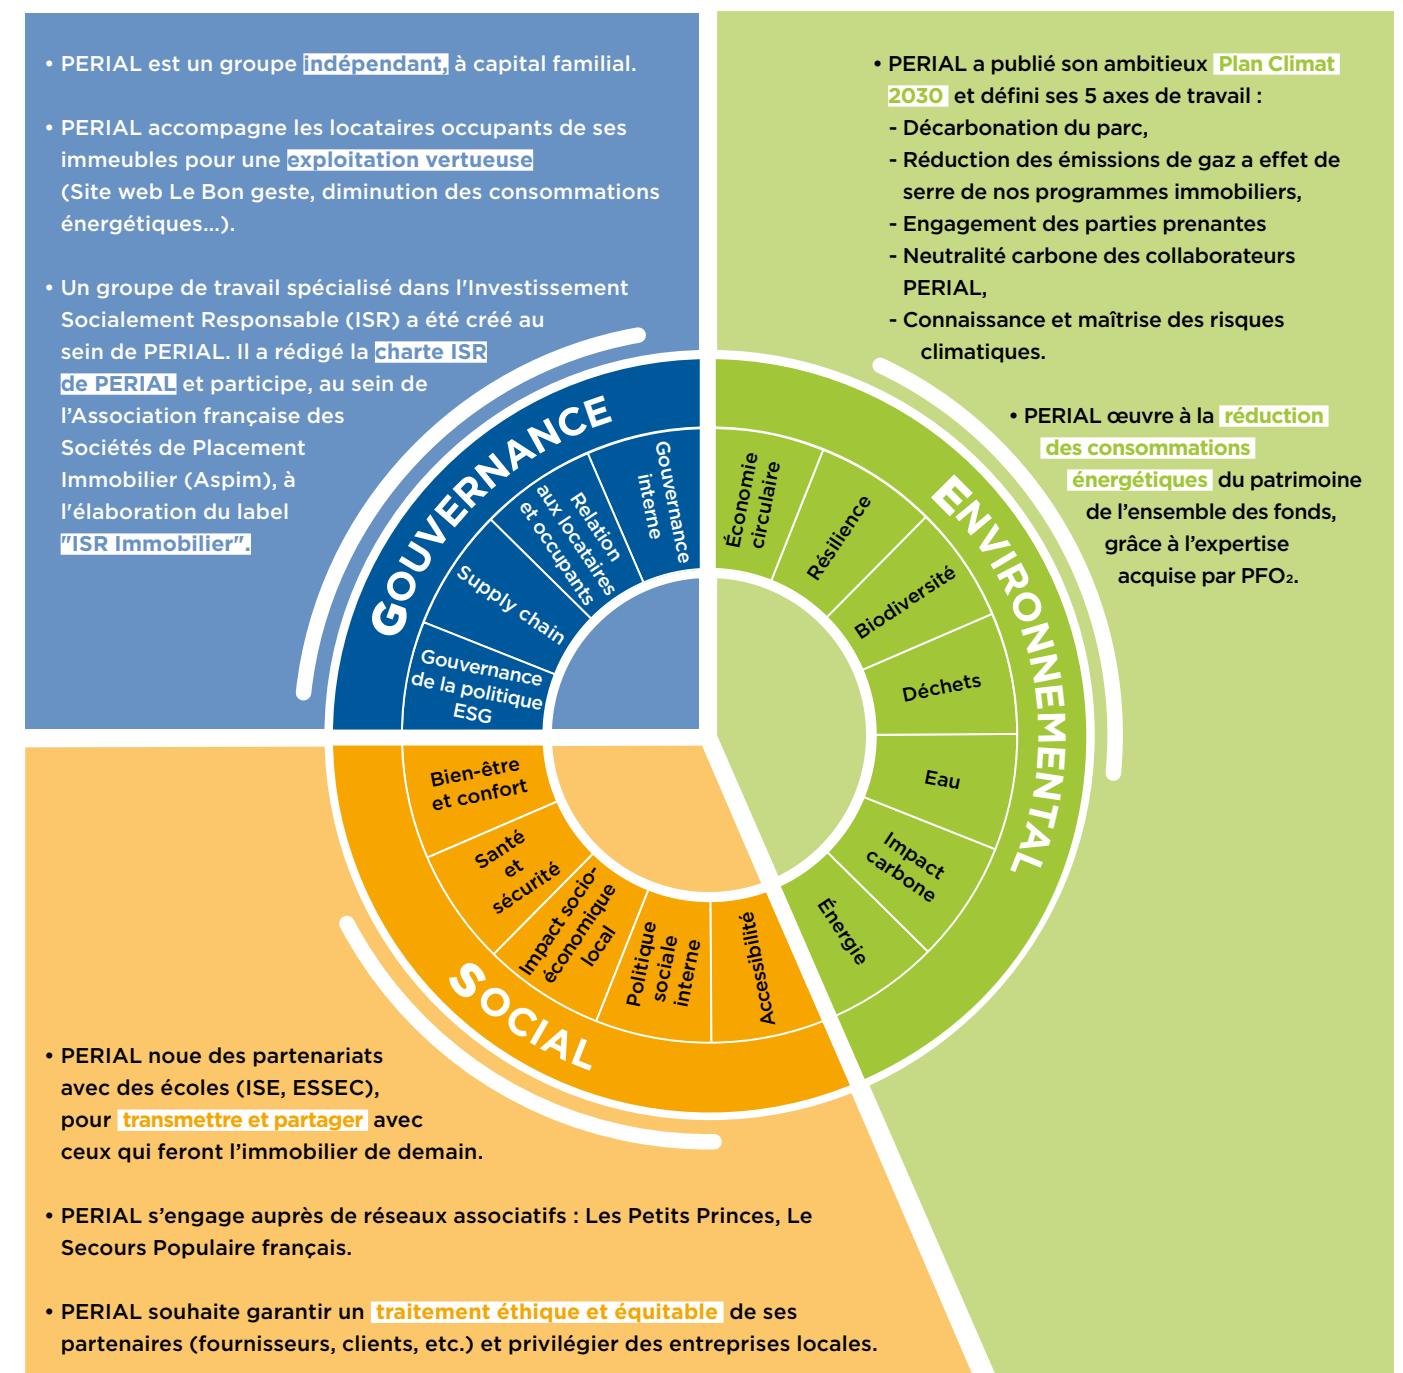 • PERIAL est un groupe indépendant, à capital familial.
• PERIAL accompagne les locataires occupants de ses
immeubles pour une exploitation vertueuse
(Site web Le Bon geste, diminution des consommations
énergétiques...).
• Un groupe de travail spécialisé dans l'Investissement
Socialement Responsable (ISR) a été créé au
sein de PERIAL. Il a rédigé la charte ISR
de PERIAL et participe, au sein de
l’Association française des
Sociétés de Placement
Immobilier (Aspim), à
l'élaboration du label
"ISR Immobilier".
• PERIAL a publié son ambitieux Plan Climat
2030 et défini ses 5 axes de travail :
- Décarbonation du parc,
- Réduction des émissions de gaz a effet de
serre de nos programmes immobiliers,
- Engagement des parties prenantes
- Neutralité carbone des collaborateurs
PERIAL,
- Connaissance et maîtrise des risques
climatiques.
• PERIAL œuvre à la réduction
des consommations
énergétiques du patrimoine
de l’ensemble des fonds,
grâce à l’expertise
acquise par PFO₂.
GOUVERNANCE
Gouvernance
de la politique
ESG
Supply chain
Relation
aux locataires
et occupants
Gouvernance
interne
ENVIRONNEMENTAL
Économie
circulaire
Résilience
Biodiversité
Déchets
Eau
Impact
carbone
Énergie
SOCIAL
Bien-être
et confort
Santé
et
sécurité
Impact socio-
économique
local
Politique
sociale
interne
Accessibilité
• PERIAL noue des partenariats
avec des écoles (ISE, ESSEC),
pour transmettre et partager avec
ceux qui feront l’immobilier de demain.
• PERIAL s’engage auprès de réseaux associatifs : Les Petits Princes, Le
Secours Populaire français.
• PERIAL souhaite garantir un traitement éthique et équitable de ses
partenaires (fournisseurs, clients, etc.) et privilégier des entreprises locales.